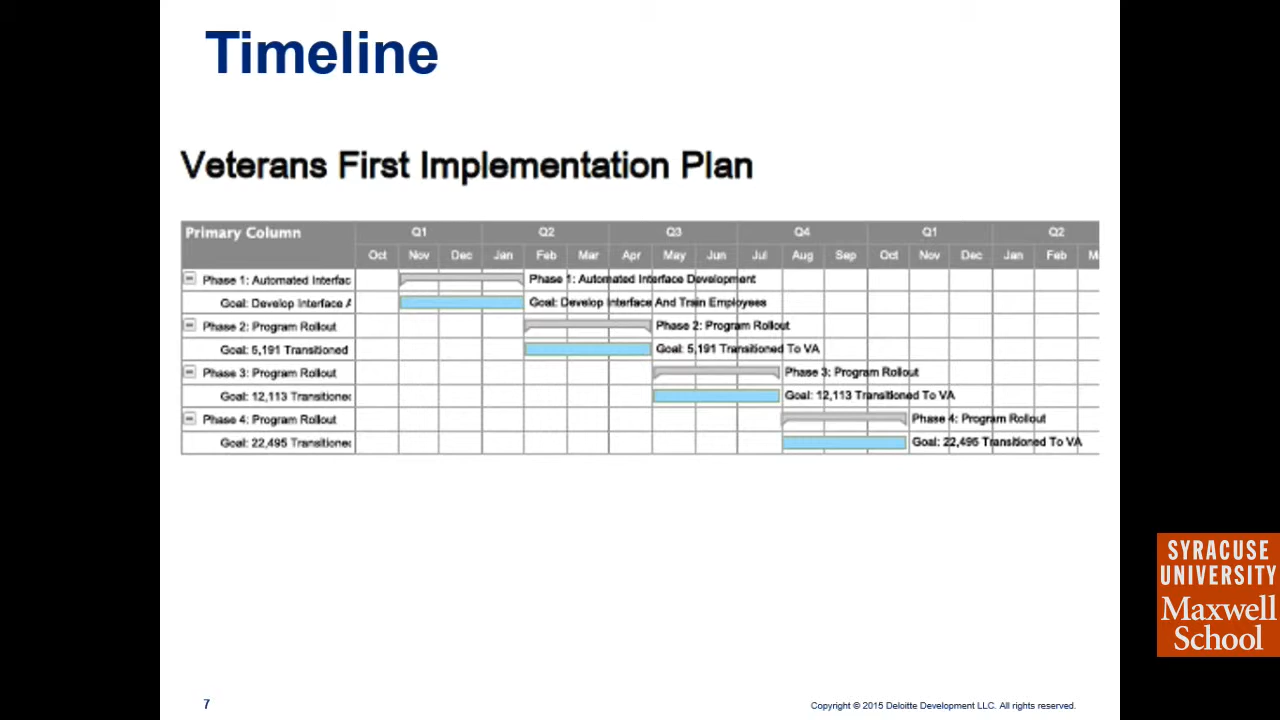 Timeline
Veterans First Implementation Plan
Primary Column Q1 Q2 Q3 Q4 Q1 Q2
Oct Nov Dec Jan Feb Mar Apr May Jun Jul Aug Sep Oct Nov Dec Jan Feb M
Phase 1: Automated Interfac Phase 1: Automated Interface Development
Goal: Develop Interface A Goal: Develop Interface And Train Employees
Phase 2: Program Rollout Phase 2: Program Rollout
Goal: 5,191 Transitioned Goal: 5,191 Transitioned To VA
Phase 3: Program Rollout Phase 3: Program Rollout
Goal: 12,113 Transitioned Goal: 12,113 Transitioned To VA
Phase 4: Program Rollout Phase 4: Program Rollout
Goal: 22,495 Transitioned Goal: 22,495 Transitioned To VA
SYRACUSE
UNIVERSITY
Maxwell
School
7 Copyright © 2015 Deloitte Development LLC. All rights reserved.